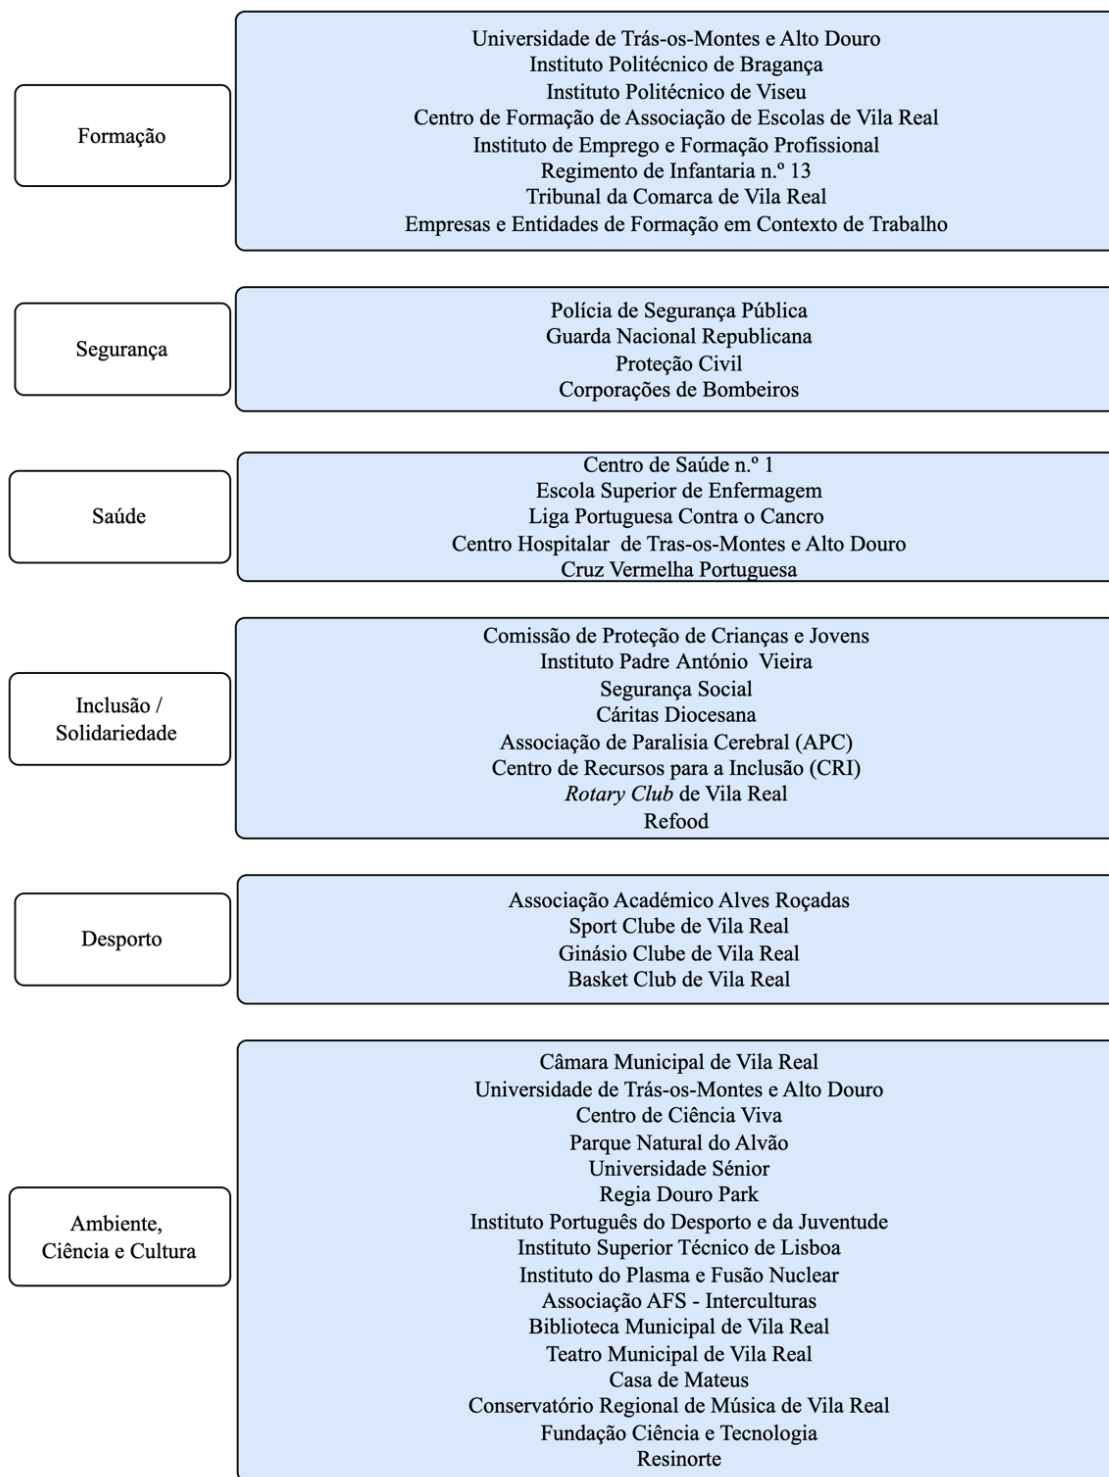 Formação
Universidade de Trás-os-Montes e Alto Douro
Instituto Politécnico de Bragança
Instituto Politécnico de Viseu
Centro de Formação de Associação de Escolas de Vila Real
Instituto de Emprego e Formação Profissional
Regimento de Infantaria n.º 13
Tribunal da Comarca de Vila Real
Empresas e Entidades de Formação em Contexto de Trabalho
Segurança
Polícia de Segurança Pública
Guarda Nacional Republicana
Proteção Civil
Corporações de Bombeiros
Saúde
Centro de Saúde n.º 1
Escola Superior de Enfermagem
Liga Portuguesa Contra o Cancro
Centro Hospitalar de Tras-os-Montes e Alto Douro
Cruz Vermelha Portuguesa
Inclusão /
Solidariedade
Comissão de Proteção de Crianças e Jovens
Instituto Padre António Vieira
Segurança Social
Cáritas Diocesana
Associação de Paralisia Cerebral (APC)
Centro de Recursos para a Inclusão (CRI)
Rotary Club de Vila Real
Refood
Desporto
Associação Académico Alves Roçadas
Sport Clube de Vila Real
Ginásio Clube de Vila Real
Basket Club de Vila Real
Ambiente,
Ciência e Cultura
Câmara Municipal de Vila Real
Universidade de Trás-os-Montes e Alto Douro
Centro de Ciência Viva
Parque Natural do Alvão
Universidade Sénior
Regia Douro Park
Instituto Português do Desporto e da Juventude
Instituto Superior Técnico de Lisboa
Instituto do Plasma e Fusão Nuclear
Associação AFS - Interculturas
Biblioteca Municipal de Vila Real
Teatro Municipal de Vila Real
Casa de Mateus
Conservatório Regional de Música de Vila Real
Fundação Ciência e Tecnologia
Resinorte